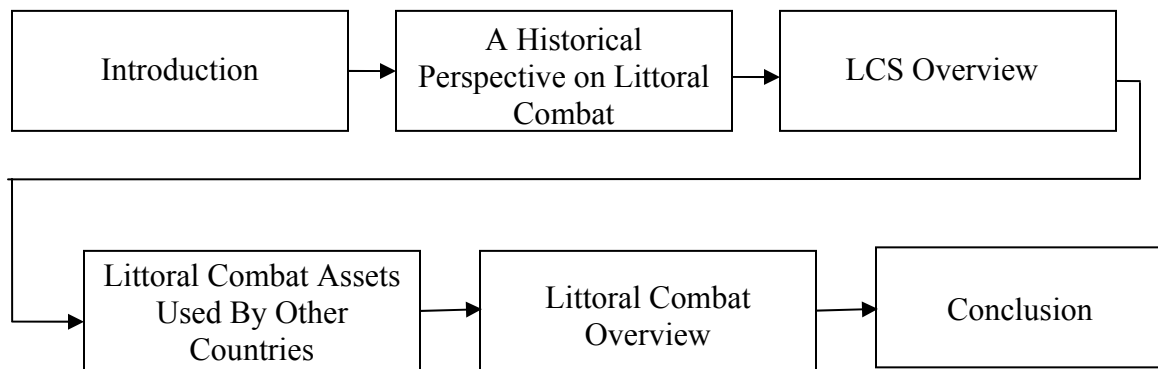 Introduction
A Historical
Perspective on Littoral
Combat
LCS Overview
Littoral Combat Assets
Used By Other
Countries
Littoral Combat
Overview
Conclusion